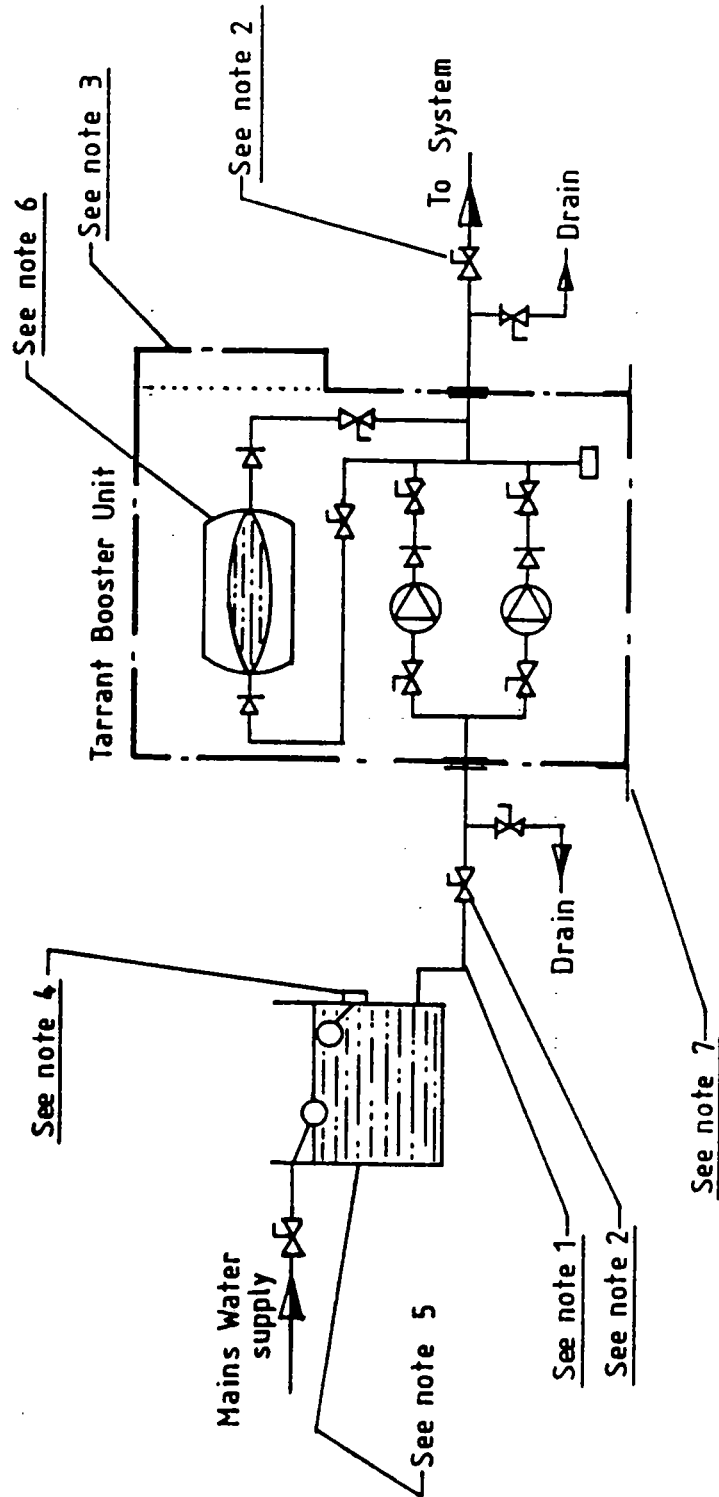 Mains Water
supply
See note 5
See note 4
See note 1
See note 2
Drain
See note 7
Tarrant Booster Unit
See note 6
See note 3
See note 2
To System
Drain